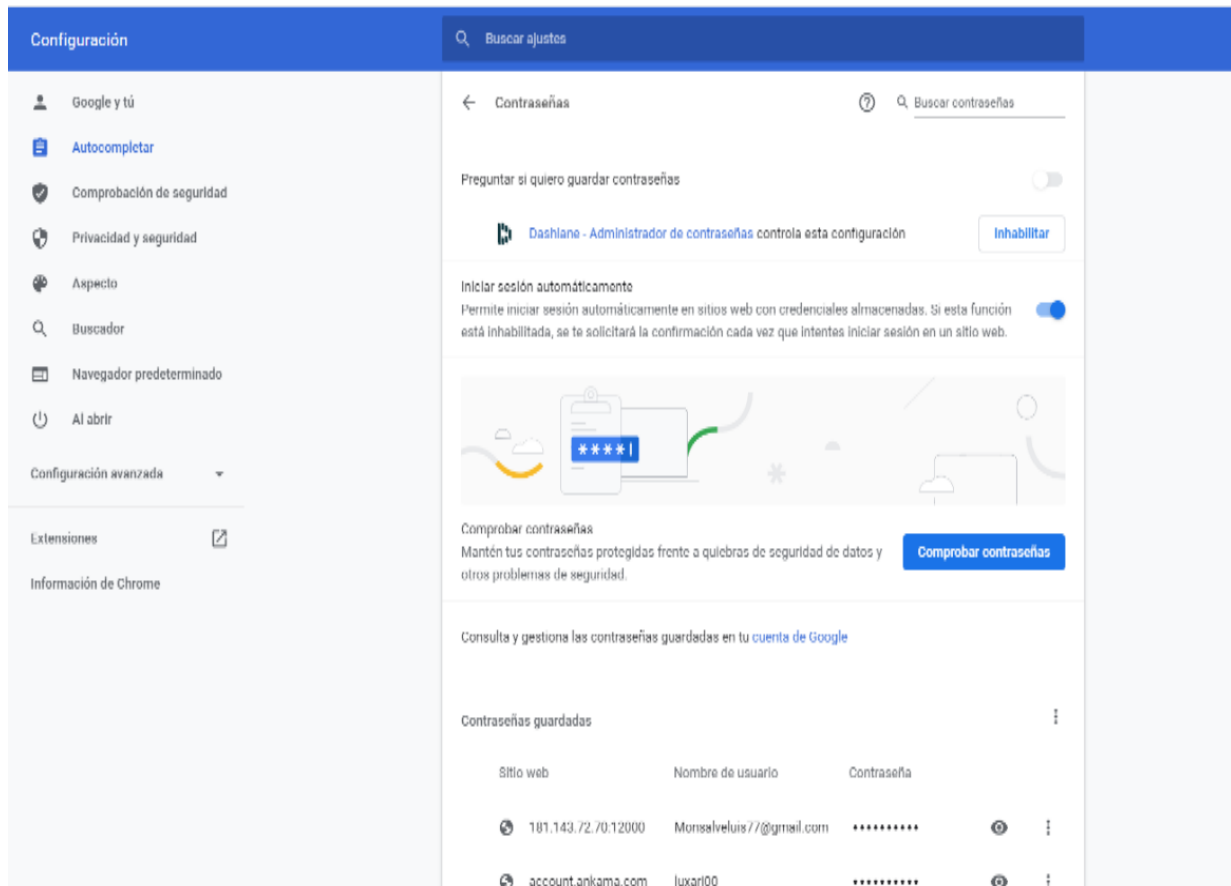 Configuración
Buscar ajustes
Google y tú
Autocompletar
Comprobación de seguridad
Privacidad y seguridad
Aspecto
Buscador
Navegador predeterminado
Al abrir
Configuración avanzada
Extensiones
Información de Chrome
Contraseñas
Buscar contraseñas
Preguntar si quiero guardar contraseñas
Dashlane - Administrador de contraseñas controla esta configuración
Inhabilitar
Iniciar sesión automáticamente
Permite iniciar sesión automáticamente en sitios web con credenciales almacenadas. Si esta función
está inhabilitada, se te solicitará la confirmación cada vez que intentes iniciar sesión en un sitio web.
****|
Comprobar contraseñas
Mantén tus contraseñas protegidas frente a quiebras de seguridad de datos y
otros problemas de seguridad.
Comprobar contraseñas
Consulta y gestiona las contraseñas guardadas en tu cuenta de Google
Contraseñas guardadas
Sitio web Nombre de usuario Contraseña
181.143.72.70:12000 Monsalveluis77@gmail.com ••••••••••
account.ankama.com luxari00 ••••••••••